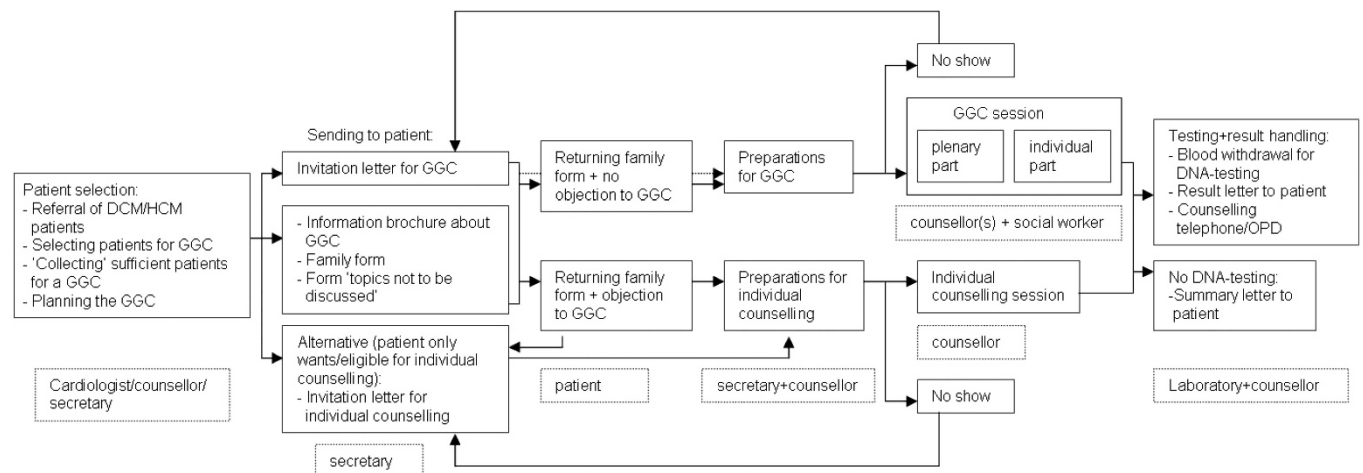 No show
GGC session
plenary
part
individual
part
Sending to patient:
Invitation letter for GGC
Returning family
form + no
objection to GGC
Preparations
for GGC
Testing+result handling:
- Blood withdrawal for
DNA-testing
- Result letter to patient
- Counselling
telephone/OPD
Patient selection:
- Referral of DCM/HCM
patients
- Selecting patients for GGC
- 'Collecting' sufficient patients
for a GGC
- Planning the GGC
- Information brochure about
GGC
- Family form
- Form 'topics not to be
discussed'
counsellor(s) + social worker
Returning family
form + objection
to GGC
Preparations for
individual
counselling
Individual
counselling session
No DNA-testing:
-Summary letter to
patient
Alternative (patient only
wants/eligible for individual
counselling):
- Invitation letter for
individual counselling
counsellor
Cardiologist/counsellor/
secretary
patient
secretary+counsellor
No show
Laboratory+counsellor
secretary